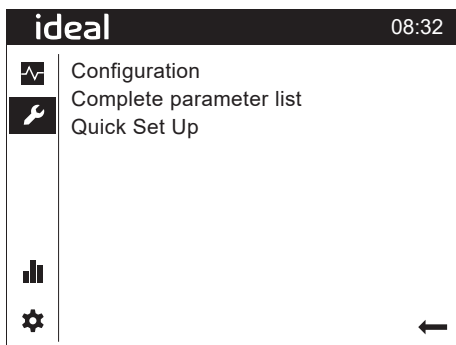 ideal 08:32
Configuration
Complete parameter list
Quick Set Up